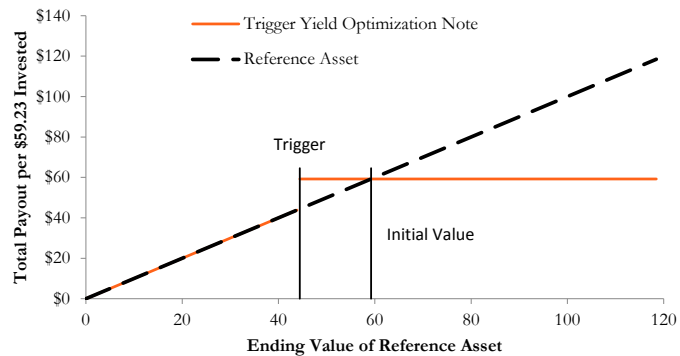 $140
$120
$100
$80
$60
$40
$20
$0
Total Payout per $59.23 Invested
Trigger Yield Optimization Note
Reference Asset
Trigger
Initial Value
0 20 40 60 80 100 120
Ending Value of Reference Asset